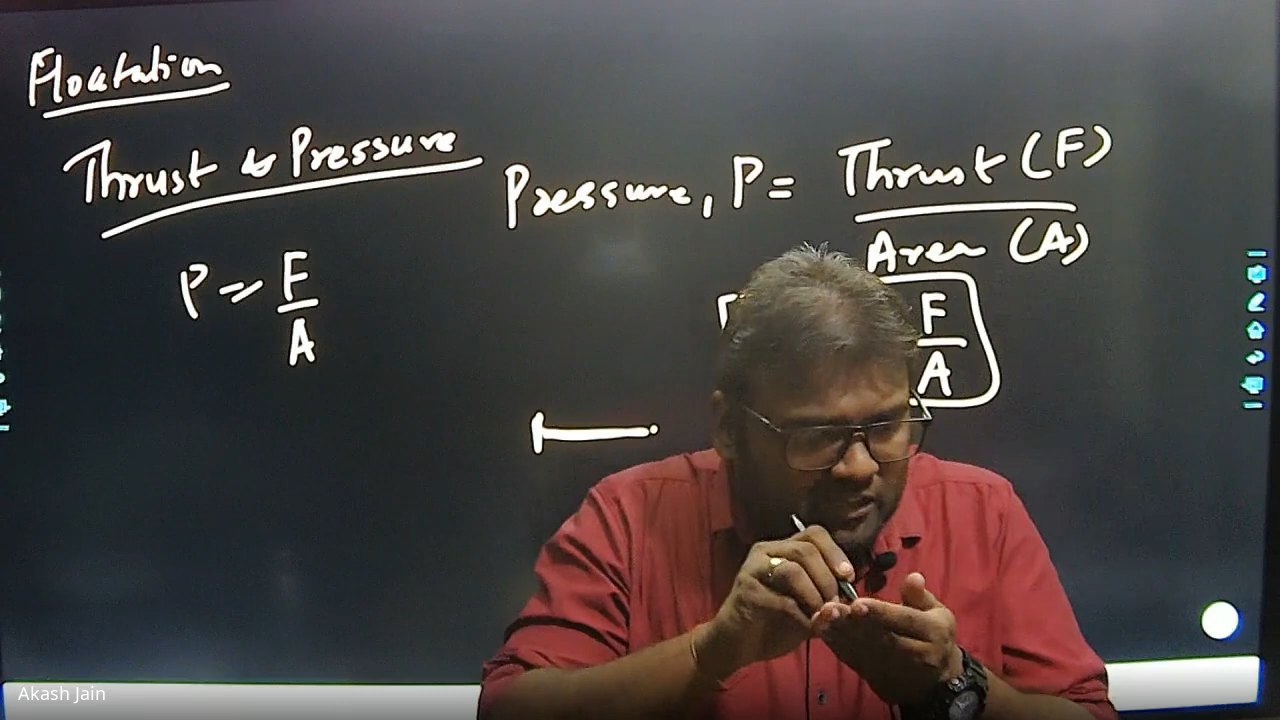 Floatation
Thrust & Pressure
Pressure, P = Thrust (F)
Area (A)
P = F
A
F
A
Akash Jain